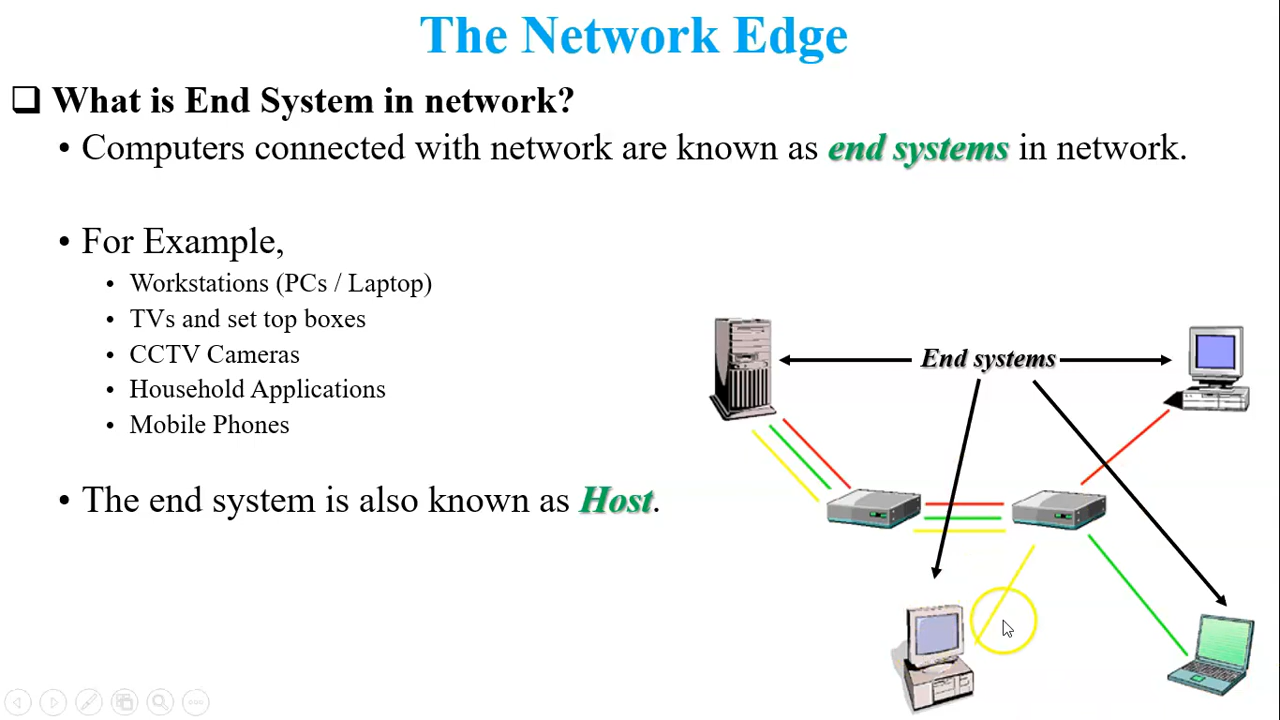 The Network Edge
What is End System in network?
• Computers connected with network are known as end systems in network.
• For Example,
• Workstations (PCs / Laptop)
• TVs and set top boxes
• CCTV Cameras
• Household Applications
• Mobile Phones
• The end system is also known as Host.
End systems